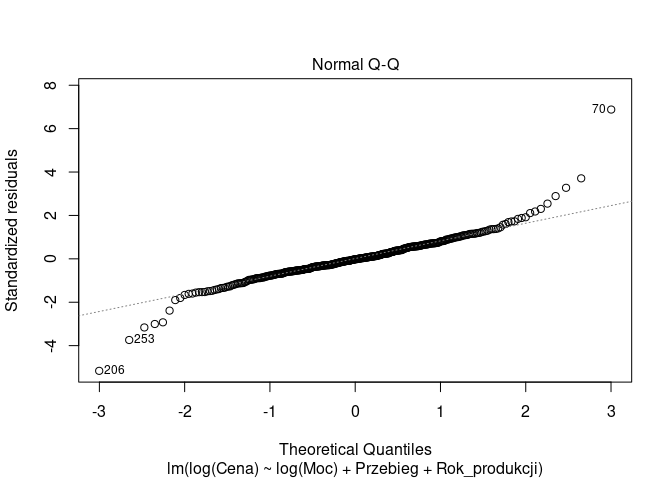 Normal Q-Q
8
6
4
2
0
-2
-4
Standardized residuals
70
253
206
-3 -2 -1 0 1 2 3
Theoretical Quantiles
lm(log(Cena) ~ log(Moc) + Przebieg + Rok_produkcji)